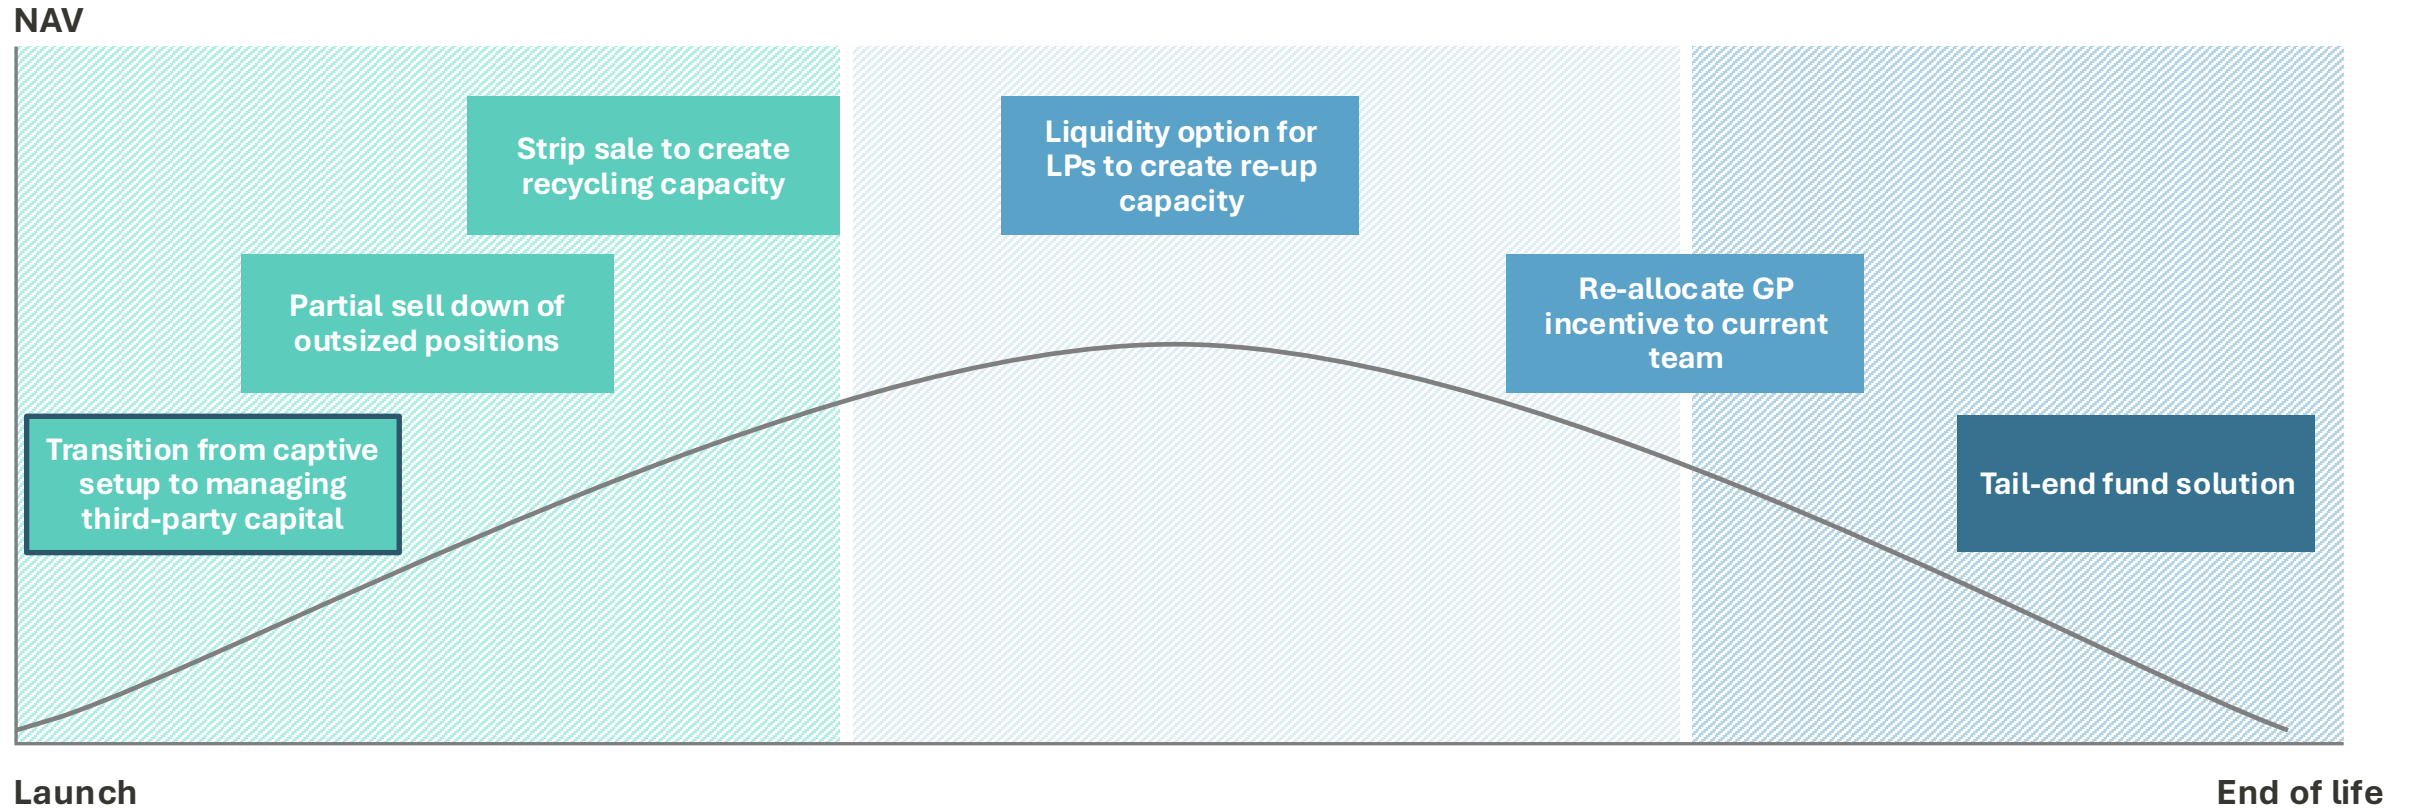 NAV
Strip sale to create
recycling capacity
Liquidity option for
LPs to create re-up
capacity
Partial sell down of
outsized positions
Re-allocate GP
incentive to current
team
Transition from captive
setup to managing
third-party capital
Tail-end fund solution
Launch
End of life